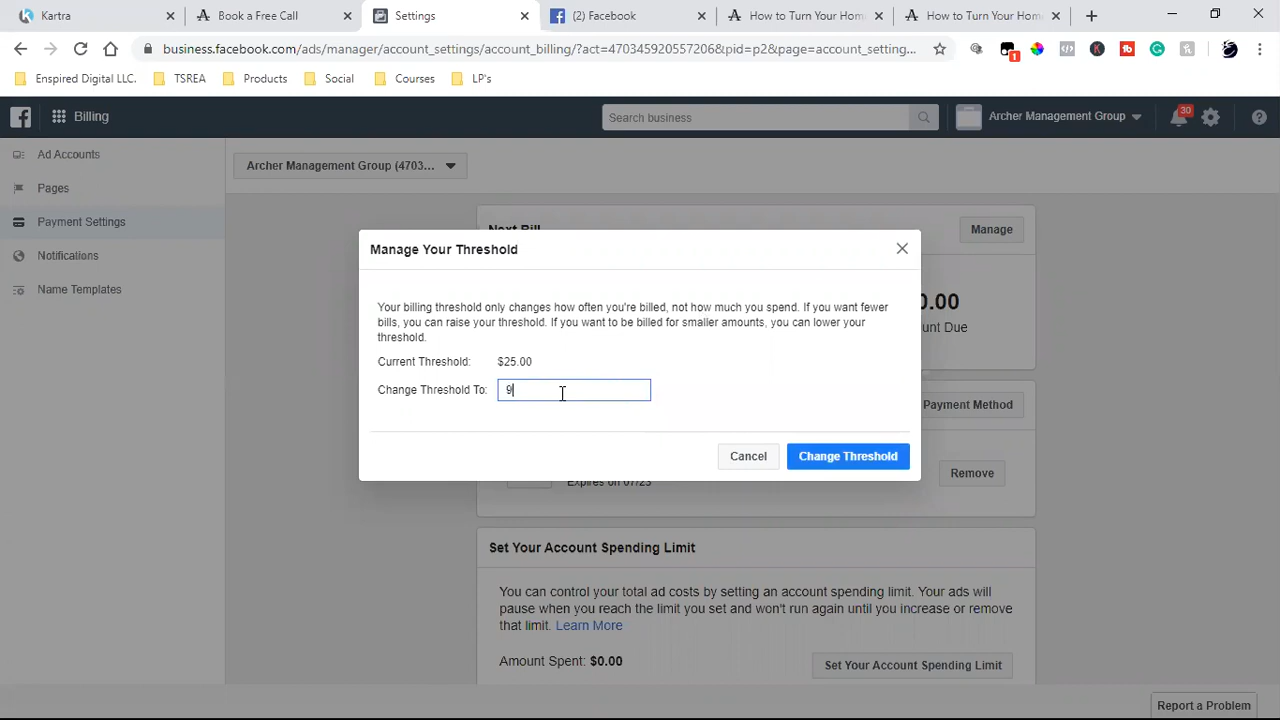 Kartra
Book a Free Call
Settings
(2) Facebook
How to Turn Your Hom
How to Turn Your Hom
business.facebook.com/ads/manager/account_settings/account_billing/?act=470345920557206&pid=p2&page=account_setting...
1
Enspired Digital LLC.
TSREA
Products
Social
Courses
LP's
Billing
Search business
Archer Management Group
30
Ad Accounts
Pages
Payment Settings
Notifications
Name Templates
Archer Management Group (4703...
Next Bill
Manage
Manage Your Threshold
Your billing threshold only changes how often you're billed, not how much you spend. If you want fewer
bills, you can raise your threshold. If you want to be billed for smaller amounts, you can lower your
threshold.
Current Threshold: $25.00
Change Threshold To: 9
Cancel
Change Threshold
0.00
unt Due
Payment Method
Expires on 07/23
Remove
Set Your Account Spending Limit
You can control your total ad costs by setting an account spending limit. Your ads will
pause when you reach the limit you set and won't run again until you increase or remove
that limit. Learn More
Amount Spent: $0.00
Set Your Account Spending Limit
Report a Problem